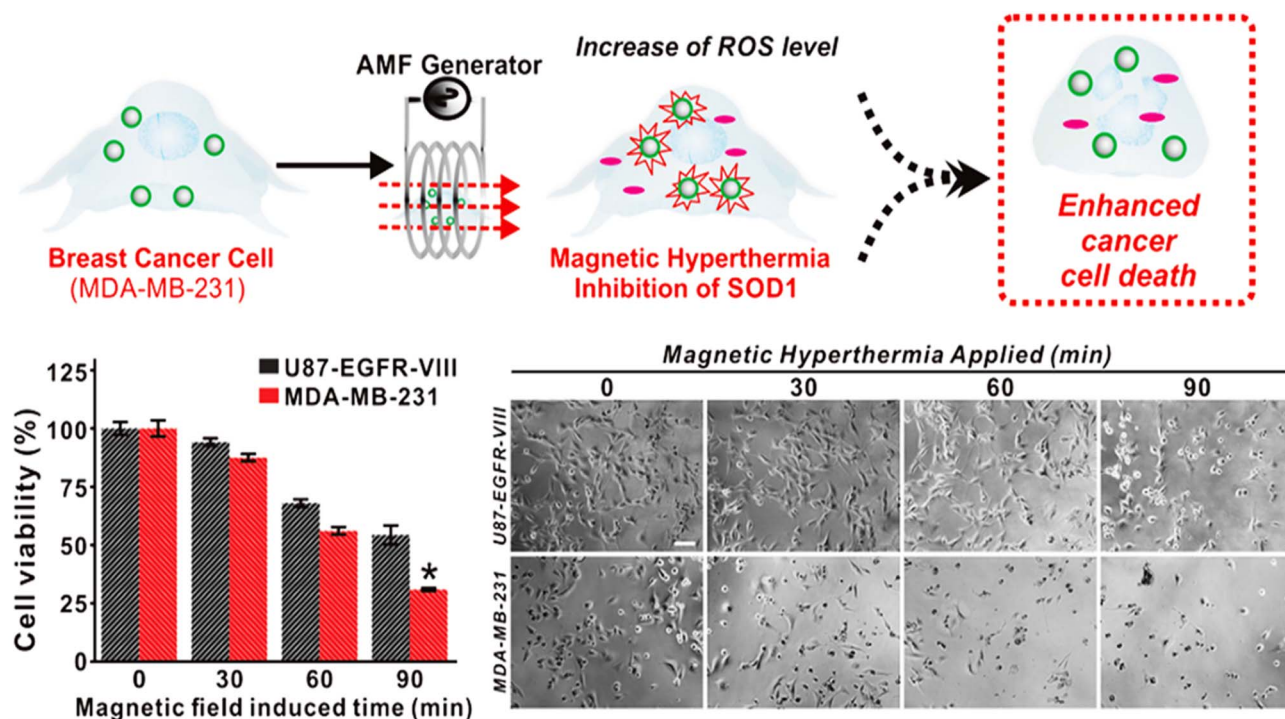 Increase of ROS level
AMF Generator
Breast Cancer Cell
(MDA-MB-231)
Magnetic Hyperthermia
Inhibition of SOD1
Enhanced
cancer
cell death
Cell viability (%)
125
100
75
50
25
0
U87-EGFR-VIII
MDA-MB-231
*
0 30 60 90
Magnetic field induced time (min)
Magnetic Hyperthermia Applied (min)
0 30 60 90
U87-EGFR-VIII
MDA-MB-231